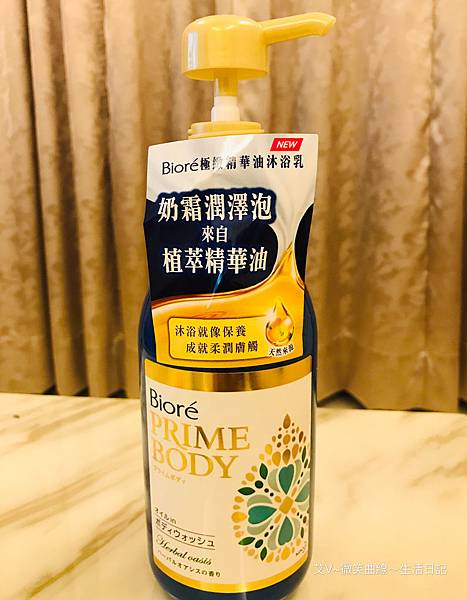 NEW
Bioré極緻精華油沐浴乳
奶霜潤澤泡
來自
植萃精華油
沐浴就像保養
成就柔潤膚觸
天然來源
Bioré
PRIME
BODY
プライムボディ
オイルin
ボディウォッシュ
Herbal oasis
ハーバルオアシスの香り
艾V~微笑曲線~生活日記